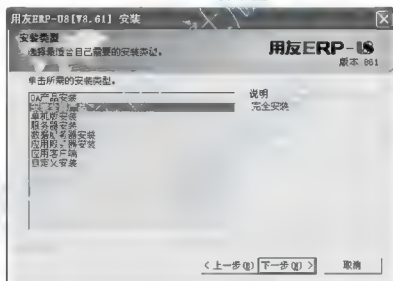 用友ERP-U8[V8.61] 安装
安装类型
选择最适合自己需要的安装类型。
用友ERP-U8
版本 861
单击所需的安装类型。
OA产品安装
单机版安装
服务器安装
数据服务器安装
应用服务器安装
应用客户端
自定义安装
说明
完全安装
<上一步(B)
下一步(N) >
取消